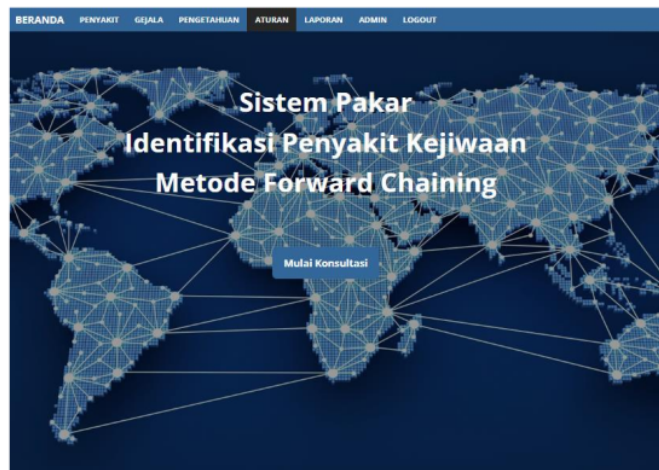 BERANDA PENYAKIT GEJALA PENGETAHUAN ATURAN LAPORAN ADMIN LOGOUT
Sistem Pakar
Identifikasi Penyakit Kejiwaan
Metode Forward Chaining
Mulai Konsultasi